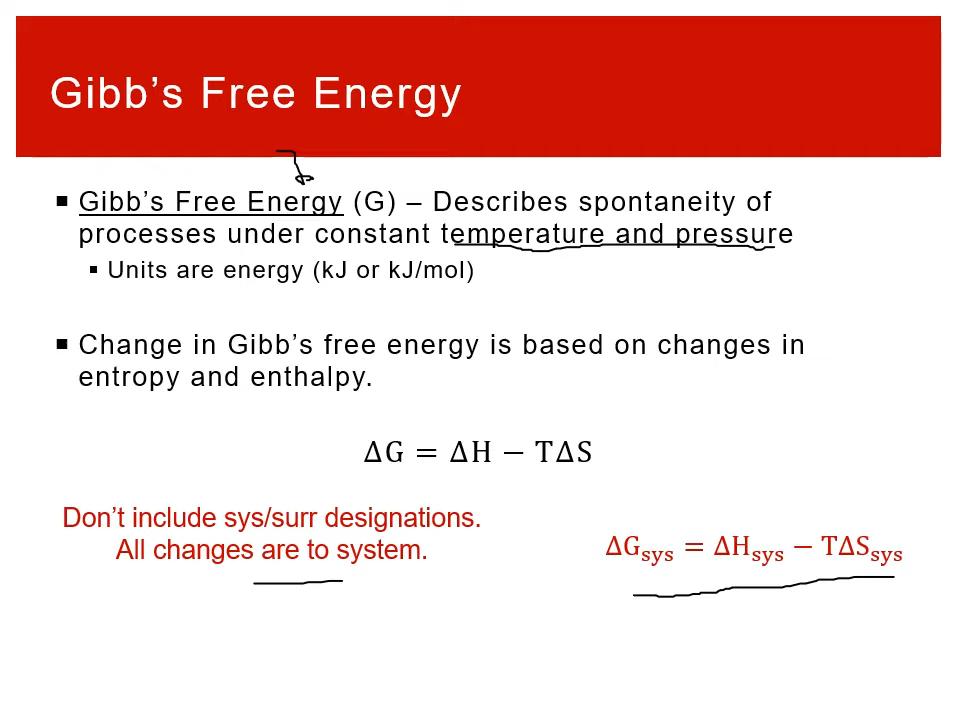 Gibb’s Free Energy
▪ Gibb’s Free Energy (G) – Describes spontaneity of
processes under constant temperature and pressure
▪ Units are energy (kJ or kJ/mol)
▪ Change in Gibb’s free energy is based on changes in
entropy and enthalpy.
ΔG = ΔH − TΔS
Don’t include sys/surr designations.
All changes are to system.
ΔG_sys = ΔH_sys − TΔS_sys